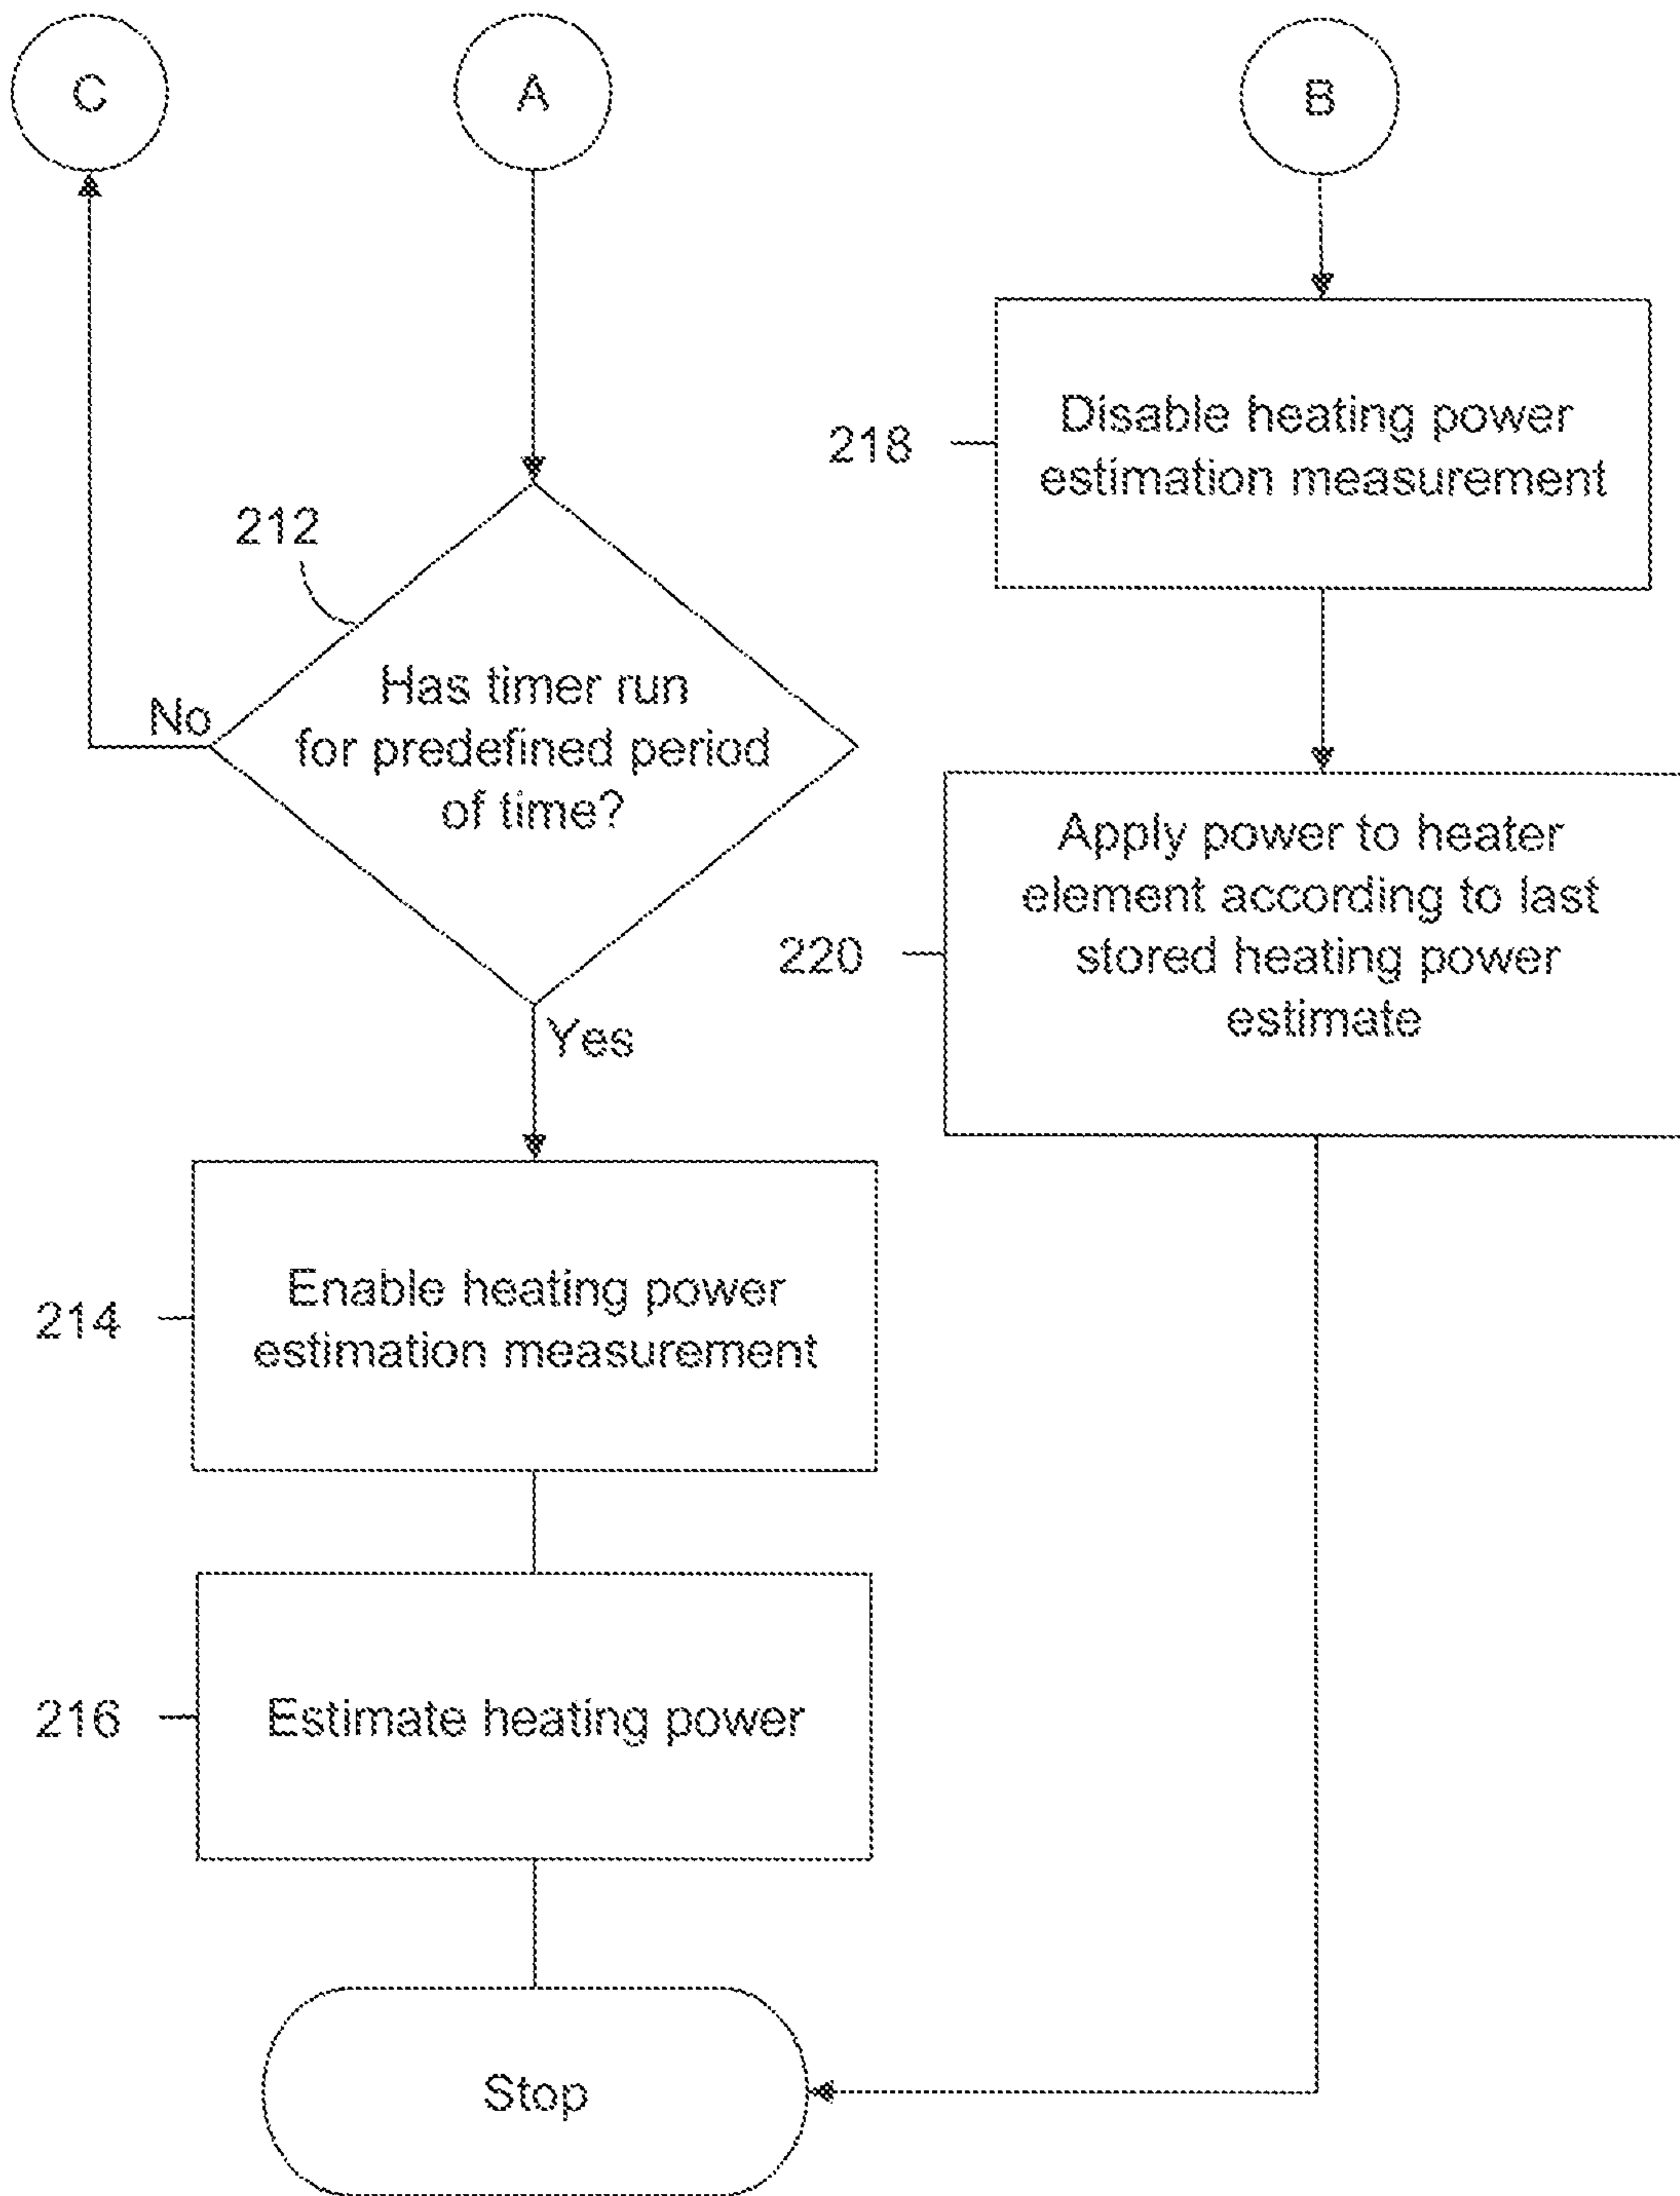 C
A
B
218
Disable heating power
estimation measurement
212
Has timer run
for predefined period
of time?
No
Yes
220
Apply power to heater
element according to last
stored heating power
estimate
214
Enable heating power
estimation measurement
216
Estimate heating power
Stop